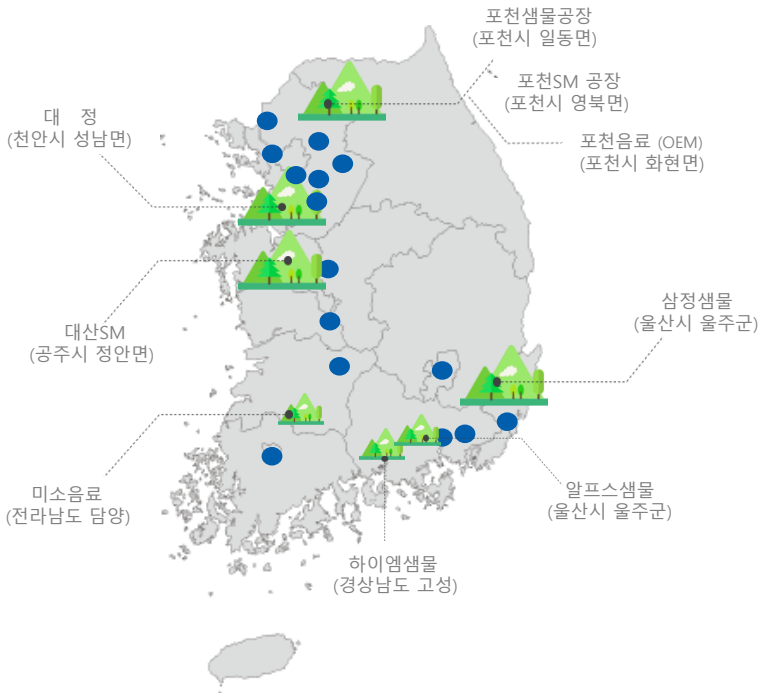 포천샘물공장
(포천시 일동면)
포천SM 공장
(포천시 영북면)
대 정
(천안시 성남면)
포천음료 (OEM)
(포천시 화현면)
삼정샘물
(울산시 울주군)
대산SM
(공주시 정안면)
미소음료
(전라남도 담양)
알프스샘물
(울산시 울주군)
하이엠샘물
(경상남도 고성)